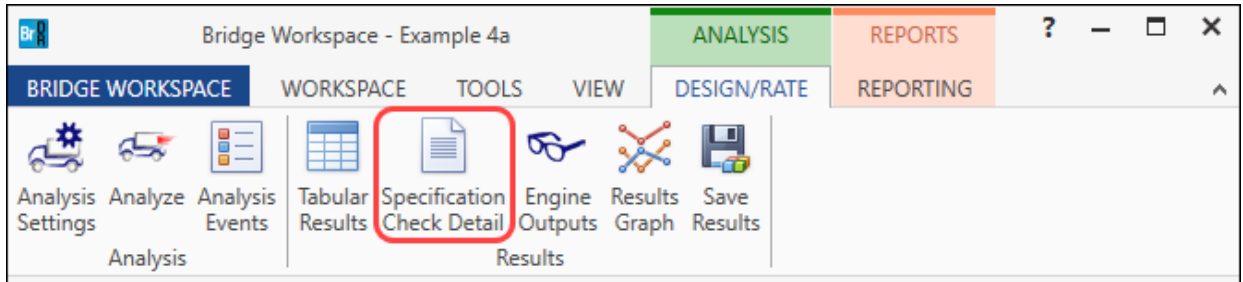 Br DR Bridge Workspace - Example 4a ANALYSIS REPORTS ?
BRIDGE WORKSPACE WORKSPACE TOOLS VIEW DESIGN/RATE REPORTING
Analysis Analyze Analysis Tabular Specification Engine Results Save
Settings Events Results Check Detail Outputs Graph Results
Analysis Results